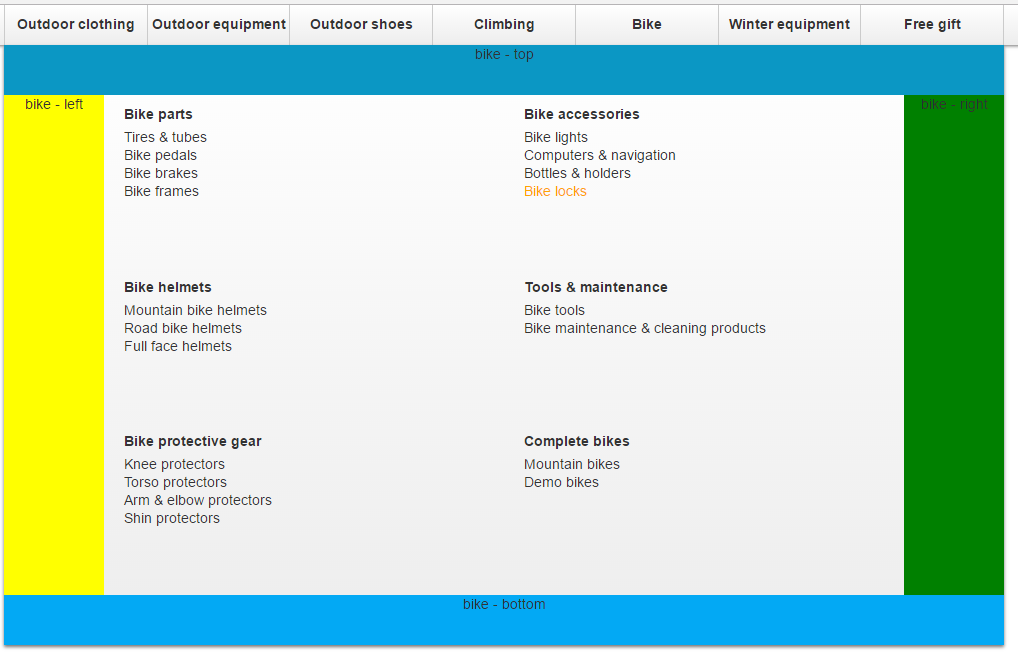 Outdoor clothing Outdoor equipment Outdoor shoes Climbing Bike Winter equipment Free gift
bike - top
bike - left
bike - right
Bike parts
Tires & tubes
Bike pedals
Bike brakes
Bike frames
Bike accessories
Bike lights
Computers & navigation
Bottles & holders
Bike locks
Bike helmets
Mountain bike helmets
Road bike helmets
Full face helmets
Tools & maintenance
Bike tools
Bike maintenance & cleaning products
Bike protective gear
Knee protectors
Torso protectors
Arm & elbow protectors
Shin protectors
Complete bikes
Mountain bikes
Demo bikes
bike - bottom